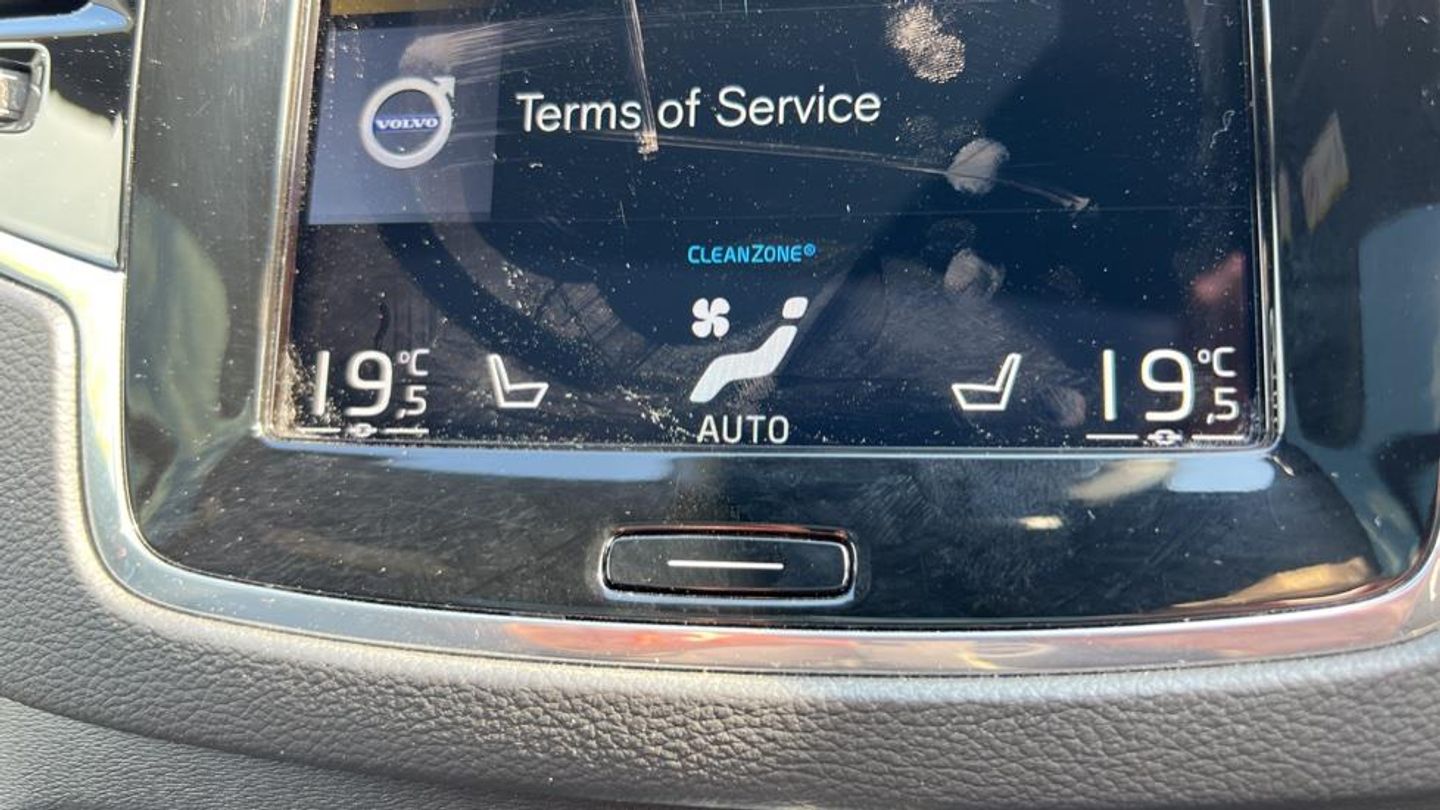 VOLVO
Terms of Service
CLEANZONE®
19,5 °C
19,5 °C
AUTO